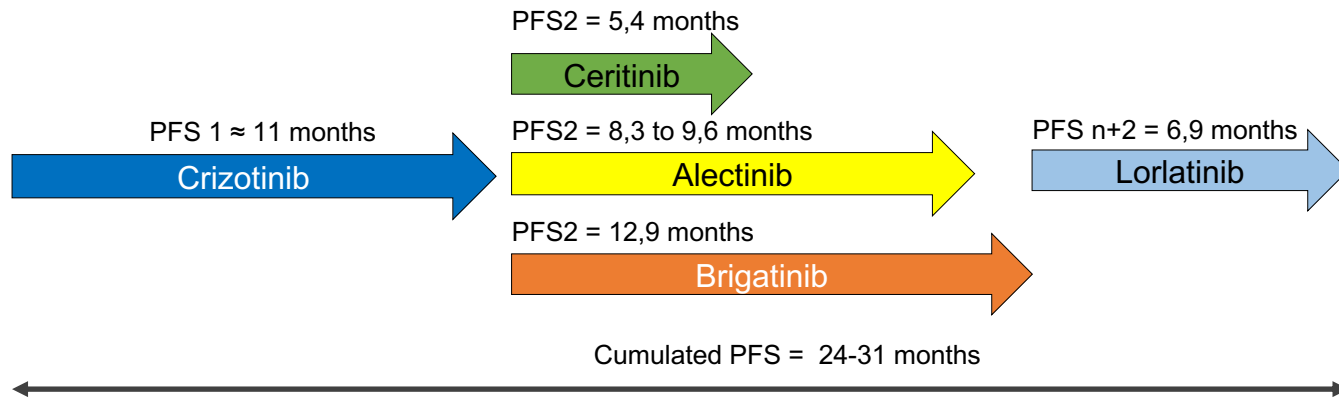 PFS2 = 5,4 months
Ceritinib
PFS 1 ≈ 11 months
Crizotinib
PFS2 = 8,3 to 9,6 months
Alectinib
PFS n+2 = 6,9 months
Lorlatinib
PFS2 = 12,9 months
Brigatinib
Cumulated PFS = 24-31 months